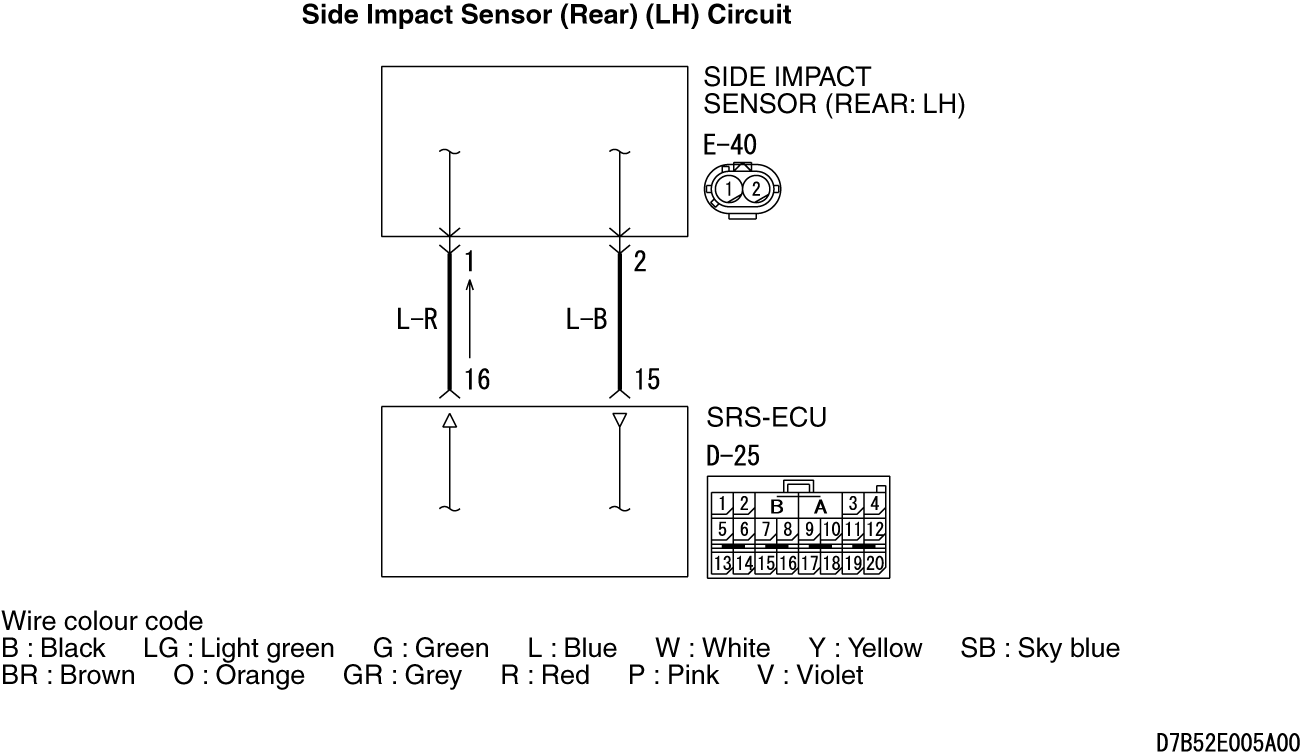 Side Impact Sensor (Rear) (LH) Circuit
SIDE IMPACT
SENSOR (REAR: LH)
E-40
1 2
1 2
L-R L-B
16 15
SRS-ECU
D-25
1 2 B A 3 4
5 6 7 8 9 10 11 12
13 14 15 16 17 18 19 20
Wire colour code
B : Black LG : Light green G : Green L : Blue W : White Y : Yellow SB : Sky blue
BR : Brown O : Orange GR : Grey R : Red P : Pink V : Violet
D7B52E005A00